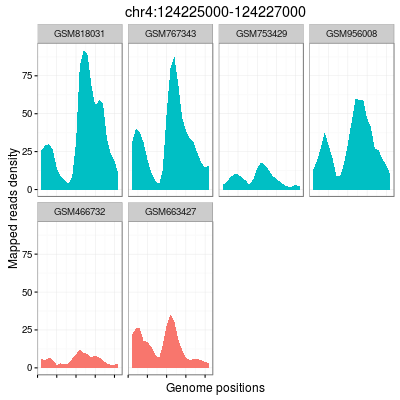 chr4:124225000-124227000
GSM818031 GSM767343 GSM753429 GSM956008
75
50
25
0
GSM466732 GSM663427
75
50
25
0
Mapped reads density
Genome positions